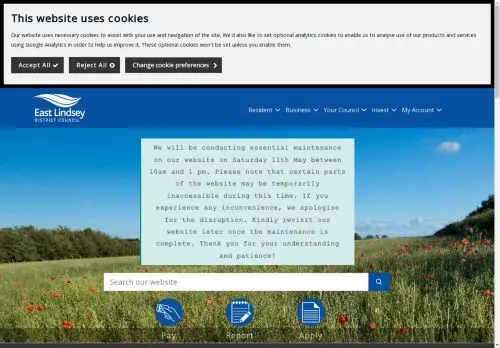 This website uses cookies
Our website uses necessary cookies to assist with your use and navigation of the site. We'd also like to set optional analytics cookies to enable us to analyse use of our products and services
using Google Analytics in order to help us improve it. These optional cookies won't be set unless you enable them.
Accept All Reject All Change cookie preferences
East Lindsey
DISTRICT COUNCIL
Resident Business Your Council Invest My Account
We will be conducting essential maintenance
on our website on Saturday 11th May between
10am and 1 pm. Please note that certain parts
of the website may be temporarily
inaccessible during this time. If you
experience any inconvenience, we apologise
for the disruption. Kindly revisit our
website later once the maintenance is
complete. Thank you for your understanding
and patience!
Search our website
Pay Report Apply